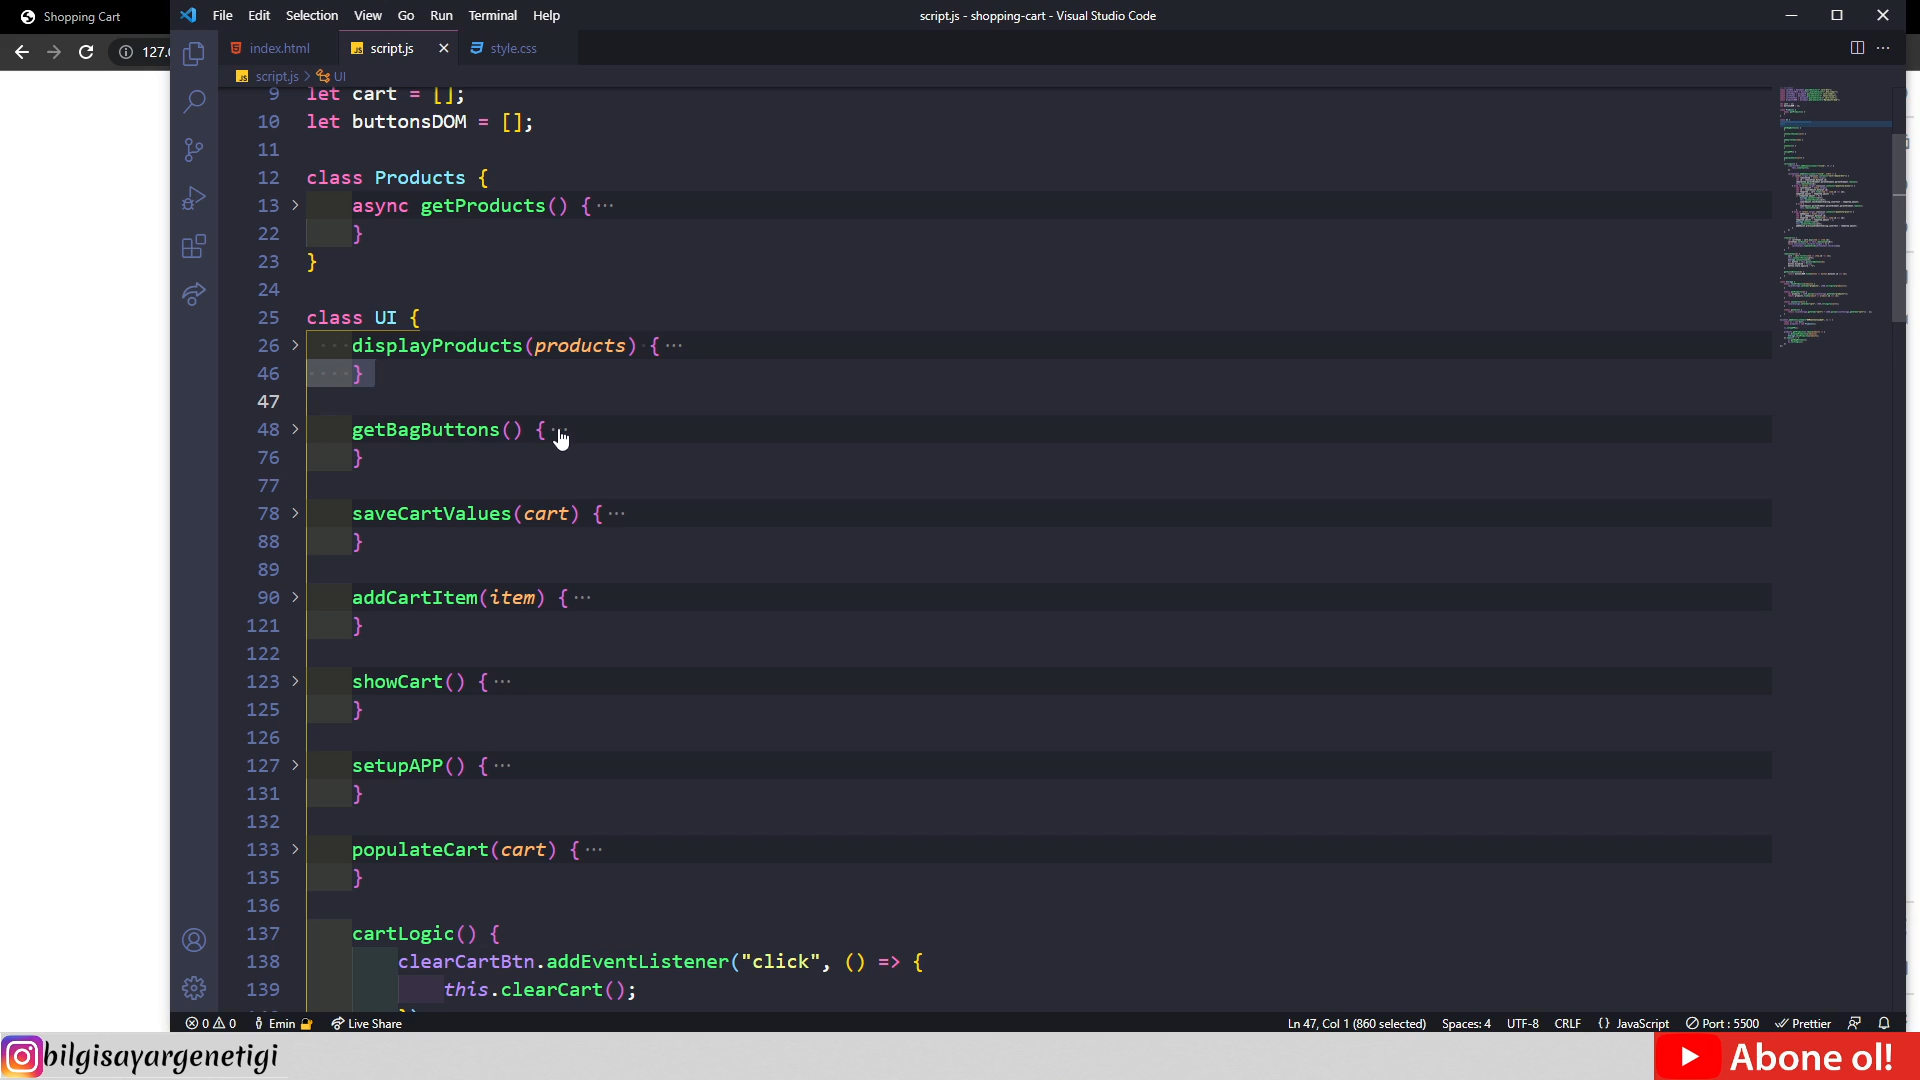 Shopping Cart
127.
File Edit Selection View Go Run Terminal Help
script.js - shopping-cart - Visual Studio Code
index.html script.js style.css
script.js > UI
9 let cart = [];
10 let buttonsDOM = [];
11
12 class Products {
13 async getProducts() {···
22 }
23 }
24
25 class UI {
26 displayProducts(products) {···
46 }
47
48 getBagButtons() {···
76 }
77
78 saveCartValues(cart) {···
88 }
89
90 addCartItem(item) {···
121 }
122
123 showCart() {···
125 }
126
127 setupAPP() {···
131 }
132
133 populateCart(cart) {···
135 }
136
137 cartLogic() {
138 clearCartBtn.addEventListener("click", () => {
139 this.clearCart();
0 0 Emin Live Share Ln 47, Col 1 (860 selected) Spaces: 4 UTF-8 CRLF {} JavaScript Port : 5500 Prettier
bilgisayargenetigi
Abone ol!